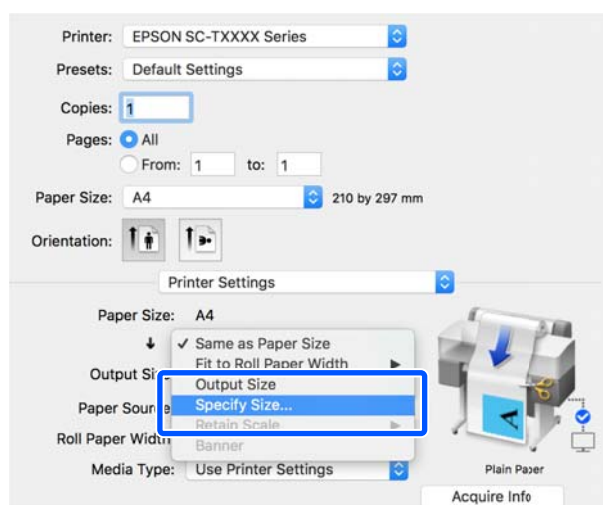 Printer: EPSON SC-TXXXX Series
Presets: Default Settings
Copies: 1
Pages: All
From: 1 to: 1
Paper Size: A4 210 by 297 mm
Orientation:
Printer Settings
Paper Size: A4
✓ Same as Paper Size
Fit to Roll Paper Width
Output Siz Output Size
Paper Source Specify Size...
Retain Scale
Roll Paper Width Banner
Media Type: Use Printer Settings
Plain Paper
Acquire Info